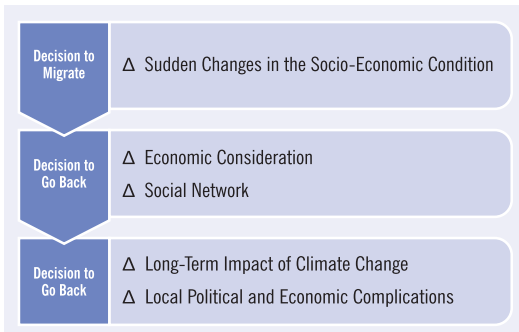 Decision to
Migrate
Δ Sudden Changes in the Socio-Economic Condition
Decision to
Go Back
Δ Economic Consideration
Δ Social Network
Decision to
Go Back
Δ Long-Term Impact of Climate Change
Δ Local Political and Economic Complications